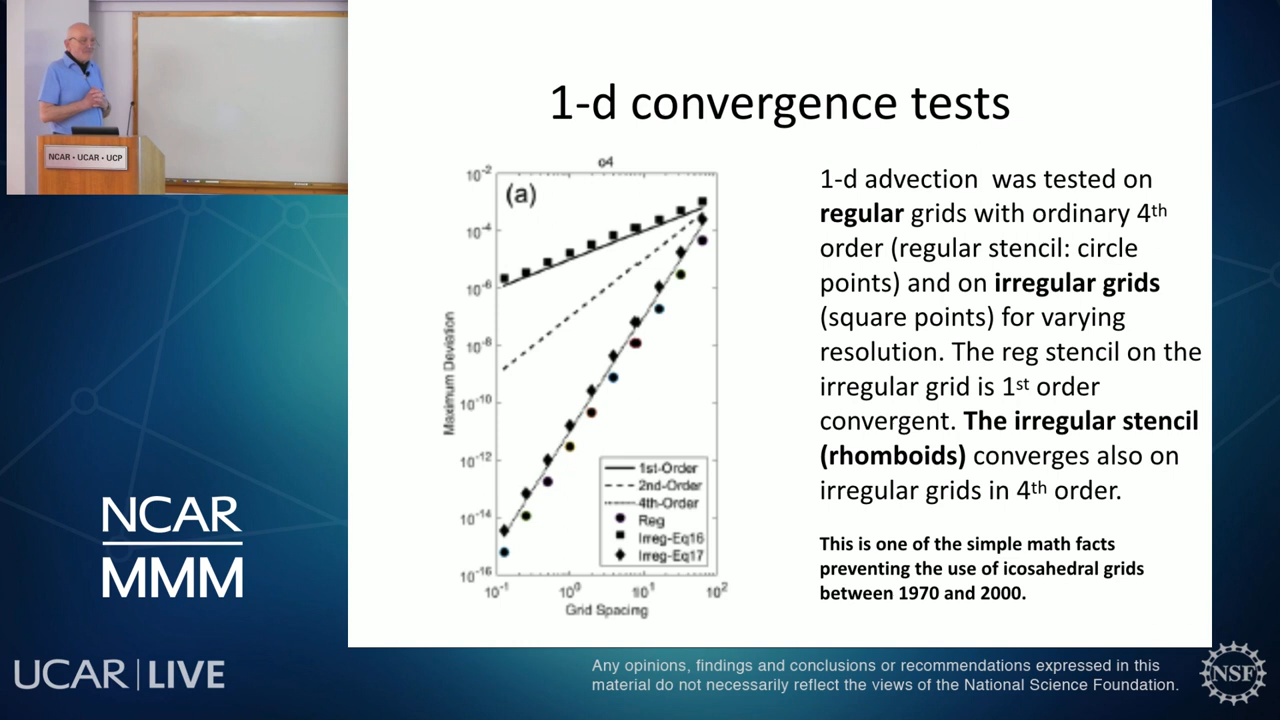 NCAR • UCAR • UCP
1-d convergence tests
o4
(a)
10-2
10-4
10-6
10-8
10-10
10-12
10-14
10-16
Maximum Deviation
10-1
100
101
102
Grid Spacing
1st-Order
2nd-Order
4th-Order
Reg
Irreg-Eq16
Irreg-Eq17
1-d advection was tested on
regular grids with ordinary 4th
order (regular stencil: circle
points) and on irregular grids
(square points) for varying
resolution. The reg stencil on the
irregular grid is 1st order
convergent. The irregular stencil
(rhomboids) converges also on
irregular grids in 4th order.
This is one of the simple math facts
preventing the use of icosahedral grids
between 1970 and 2000.
NCAR
MMM
UCAR | LIVE
Any opinions, findings and conclusions or recommendations expressed in this
material do not necessarily reflect the views of the National Science Foundation.
NSF